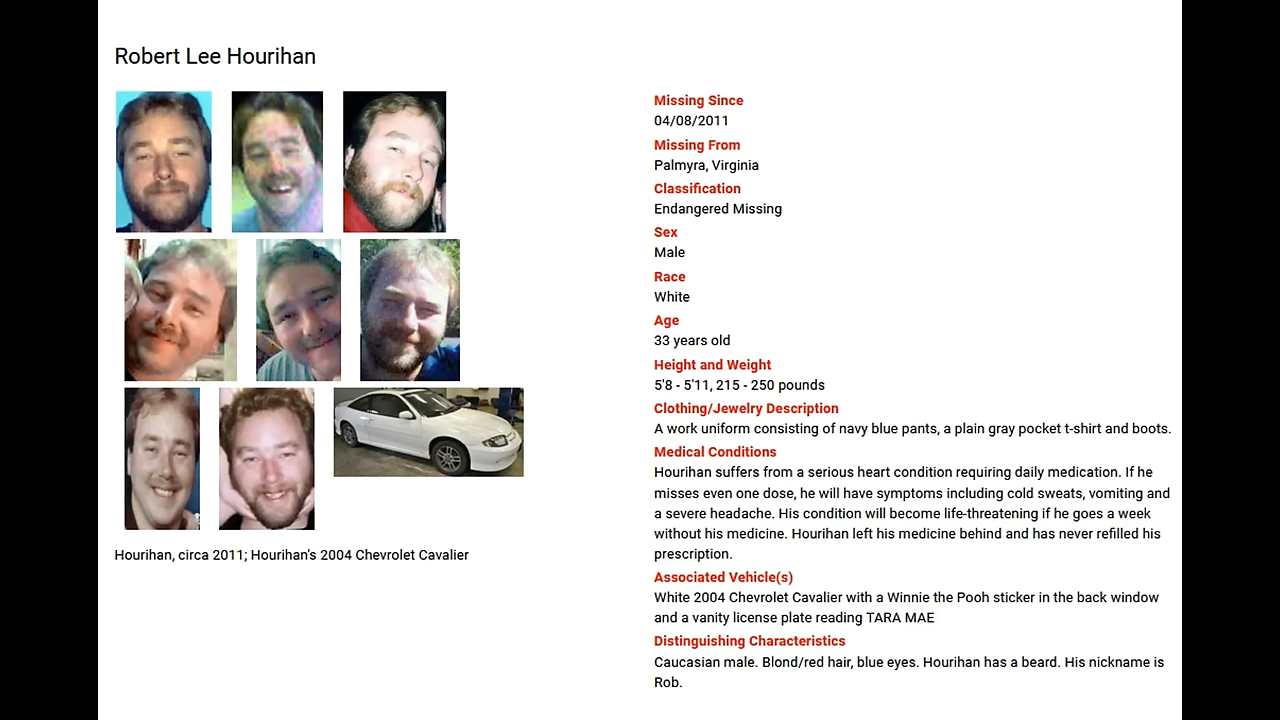 Robert Lee Hourihan
Hourihan, circa 2011; Hourihan's 2004 Chevrolet Cavalier
Missing Since
04/08/2011
Missing From
Palmyra, Virginia
Classification
Endangered Missing
Sex
Male
Race
White
Age
33 years old
Height and Weight
5'8 - 5'11, 215 - 250 pounds
Clothing/Jewelry Description
A work uniform consisting of navy blue pants, a plain gray pocket t-shirt and boots.
Medical Conditions
Hourihan suffers from a serious heart condition requiring daily medication. If he
misses even one dose, he will have symptoms including cold sweats, vomiting and
a severe headache. His condition will become life-threatening if he goes a week
without his medicine. Hourihan left his medicine behind and has never refilled his
prescription.
Associated Vehicle(s)
White 2004 Chevrolet Cavalier with a Winnie the Pooh sticker in the back window
and a vanity license plate reading TARA MAE
Distinguishing Characteristics
Caucasian male. Blond/red hair, blue eyes. Hourihan has a beard. His nickname is
Rob.